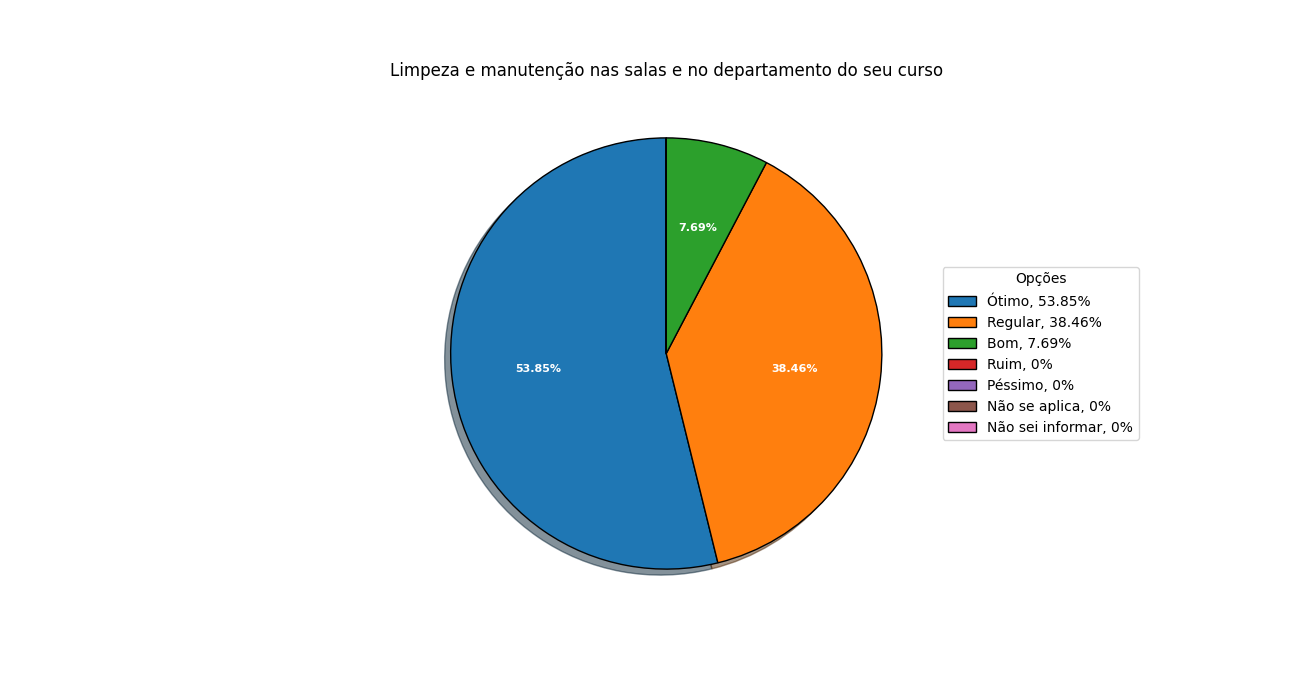 Limpeza e manutenção nas salas e no departamento do seu curso
7.69%
53.85%
38.46%
Opções
Ótimo, 53.85%
Regular, 38.46%
Bom, 7.69%
Ruim, 0%
Péssimo, 0%
Não se aplica, 0%
Não sei informar, 0%